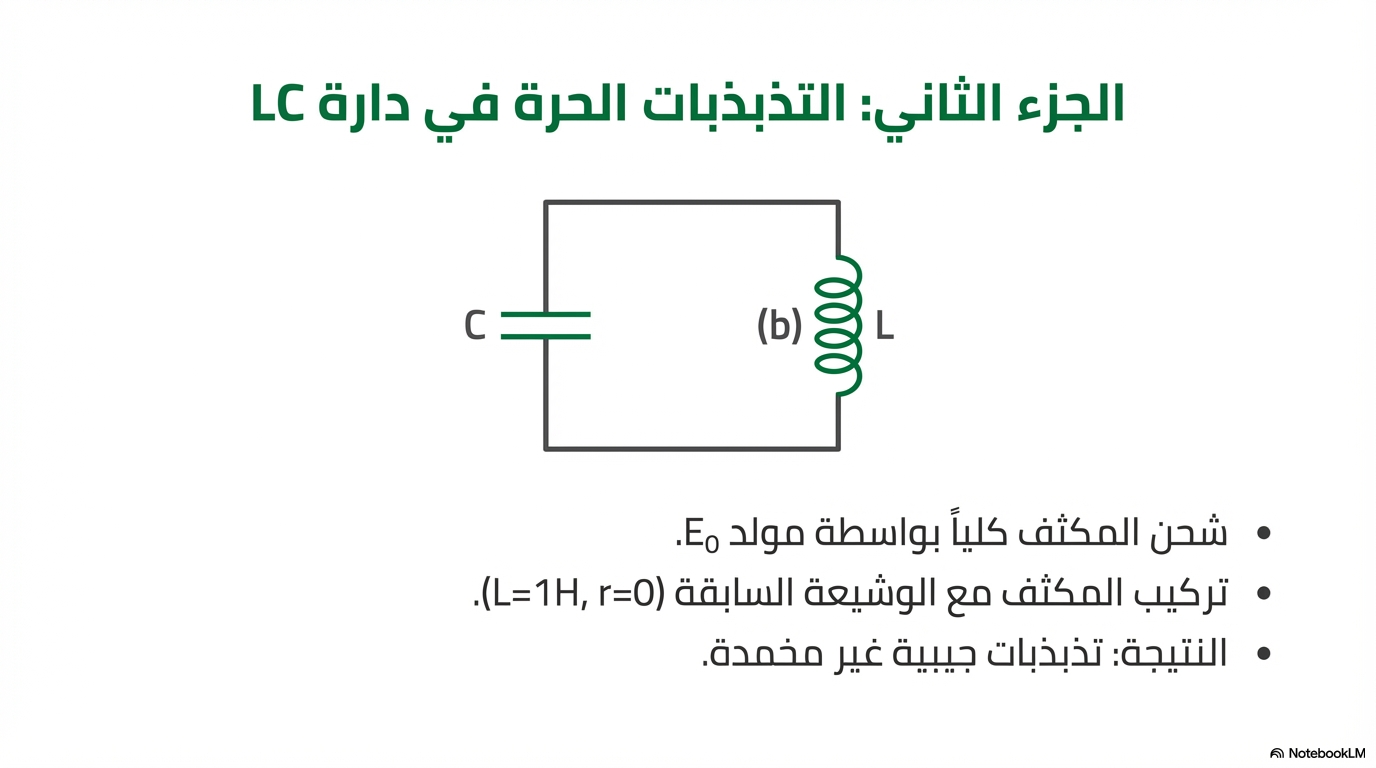 الجزء الثاني: التذبذبات الحرة في دارة LC
C
(b)
L
شحن المكثف كلياً بواسطة مولد E₀.
تركيب المكثف مع الوشيعة السابقة (L=1H, r=0).
النتيجة: تذبذبات جيبية غير مخمدة.
NotebookLM